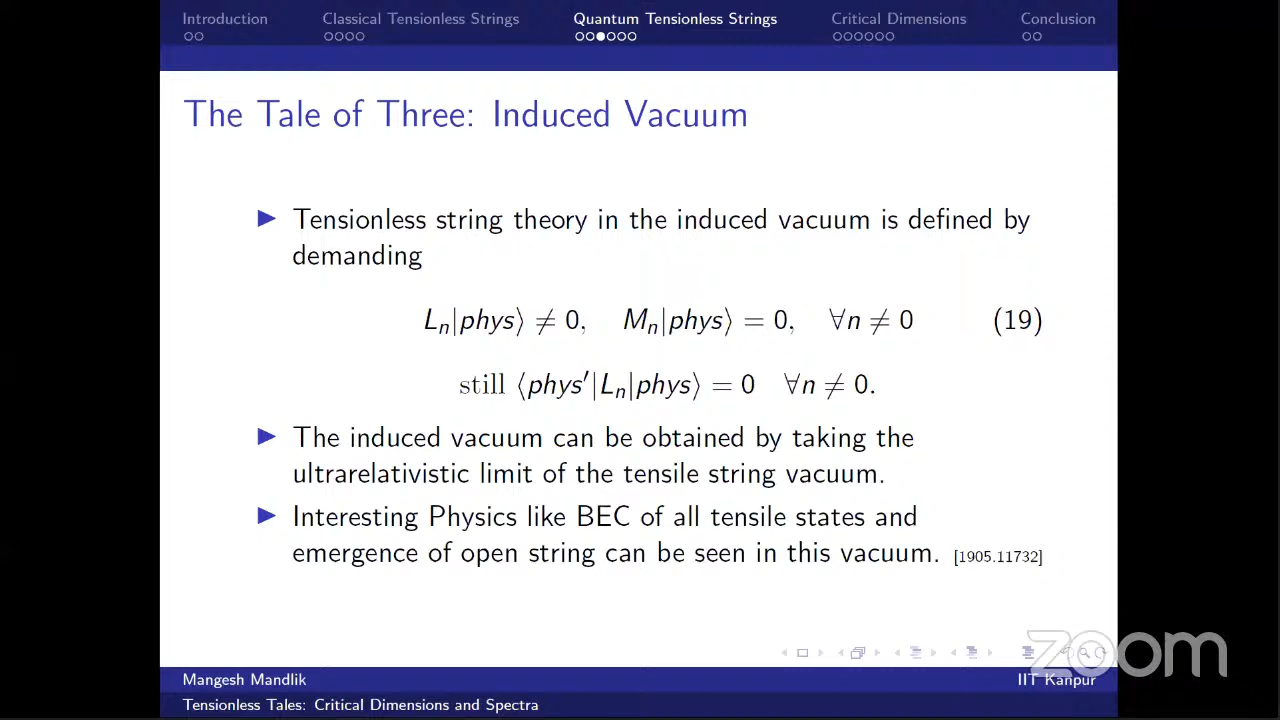 Introduction Classical Tensionless Strings Quantum Tensionless Strings Critical Dimensions Conclusion
The Tale of Three: Induced Vacuum
Tensionless string theory in the induced vacuum is defined by
demanding
Lₙ|phys⟩ ≠ 0, Mₙ|phys⟩ = 0, ∀n ≠ 0 (19)
still ⟨phys′|Lₙ|phys⟩ = 0 ∀n ≠ 0.
The induced vacuum can be obtained by taking the
ultrarelativistic limit of the tensile string vacuum.
Interesting Physics like BEC of all tensile states and
emergence of open string can be seen in this vacuum. [1905.11732]
zoom
Mangesh Mandlik IIT Kanpur
Tensionless Tales: Critical Dimensions and Spectra